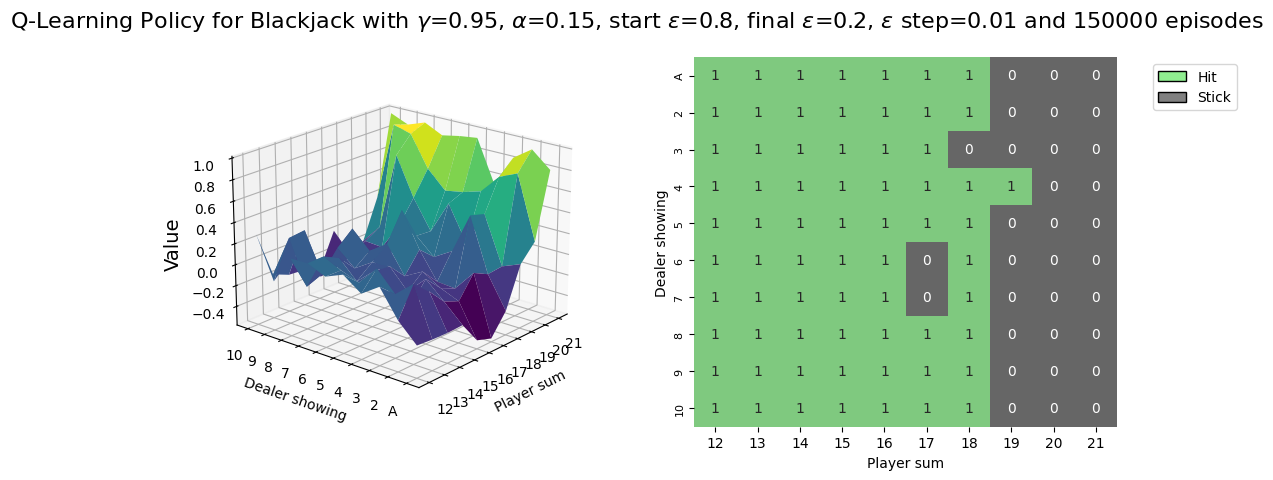 Q-Learning Policy for Blackjack with γ=0.95, α=0.15, start ε=0.8, final ε=0.2, ε step=0.01 and 150000 episodes
1.0
0.8
0.6
0.4
0.2
0.0
−0.2
−0.4
Value
10 9 8 7 6 5 4 3 2 A
Dealer showing
12 13 14 15 16 17 18 19 20 21
Player sum
A 1 1 1 1 1 1 1 0 0 0
2 1 1 1 1 1 1 1 0 0 0
3 1 1 1 1 1 1 0 0 0 0
4 1 1 1 1 1 1 1 1 0 0
5 1 1 1 1 1 1 1 0 0 0
6 1 1 1 1 1 0 1 0 0 0
7 1 1 1 1 1 0 1 0 0 0
8 1 1 1 1 1 1 1 0 0 0
9 1 1 1 1 1 1 1 0 0 0
10 1 1 1 1 1 1 1 0 0 0
Dealer showing
12 13 14 15 16 17 18 19 20 21
Player sum
Hit
Stick